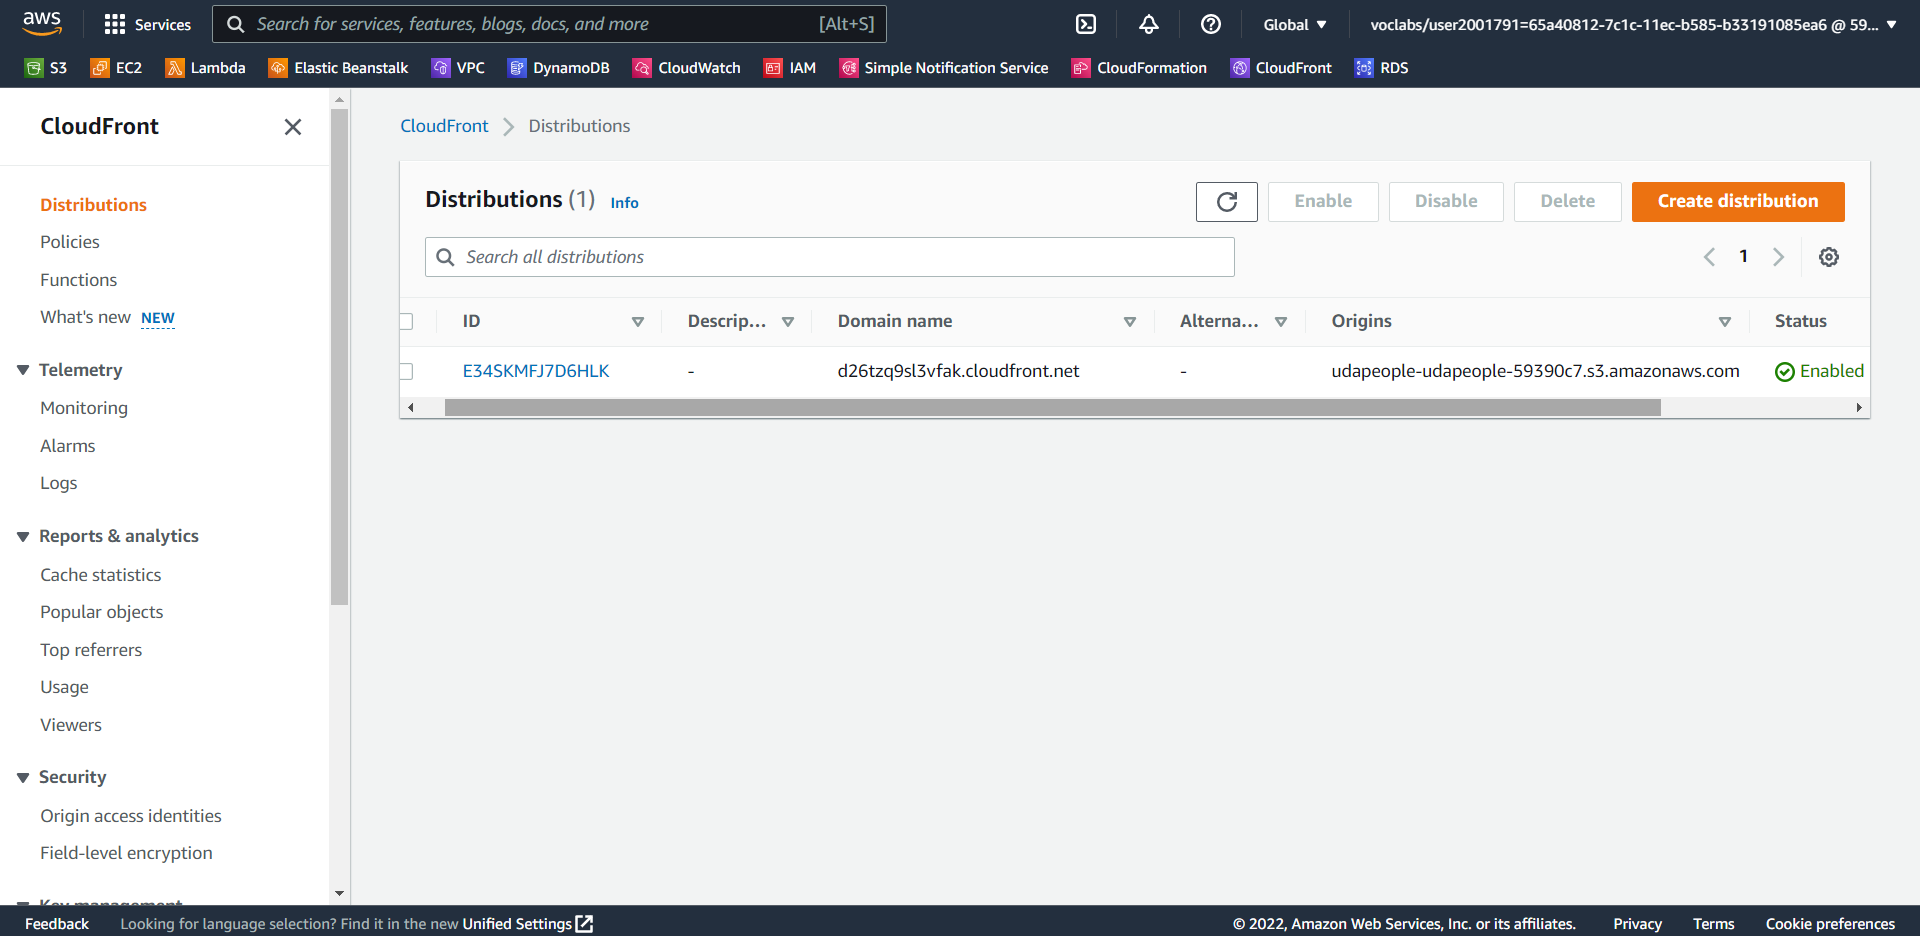 aws
Services
Search for services, features, blogs, docs, and more
[Alt+S]
Global
voclabs/user2001791=65a40812-7c1c-11ec-b585-b33191085ea6 @ 59...
S3
EC2
Lambda
Elastic Beanstalk
VPC
DynamoDB
CloudWatch
IAM
Simple Notification Service
CloudFormation
CloudFront
RDS
CloudFront
Distributions
Policies
Functions
What's new NEW
Telemetry
Monitoring
Alarms
Logs
Reports & analytics
Cache statistics
Popular objects
Top referrers
Usage
Viewers
Security
Origin access identities
Field-level encryption
Key management
CloudFront
Distributions
Distributions (1) Info
Enable
Disable
Delete
Create distribution
Search all distributions
1
ID
Descrip...
Domain name
Alterna...
Origins
Status
E34SKMFJ7D6HLK
-
d26tzq9sl3vfak.cloudfront.net
-
udapeople-udapeople-59390c7.s3.amazonaws.com
Enabled
Feedback
Looking for language selection? Find it in the new Unified Settings
© 2022, Amazon Web Services, Inc. or its affiliates.
Privacy
Terms
Cookie preferences